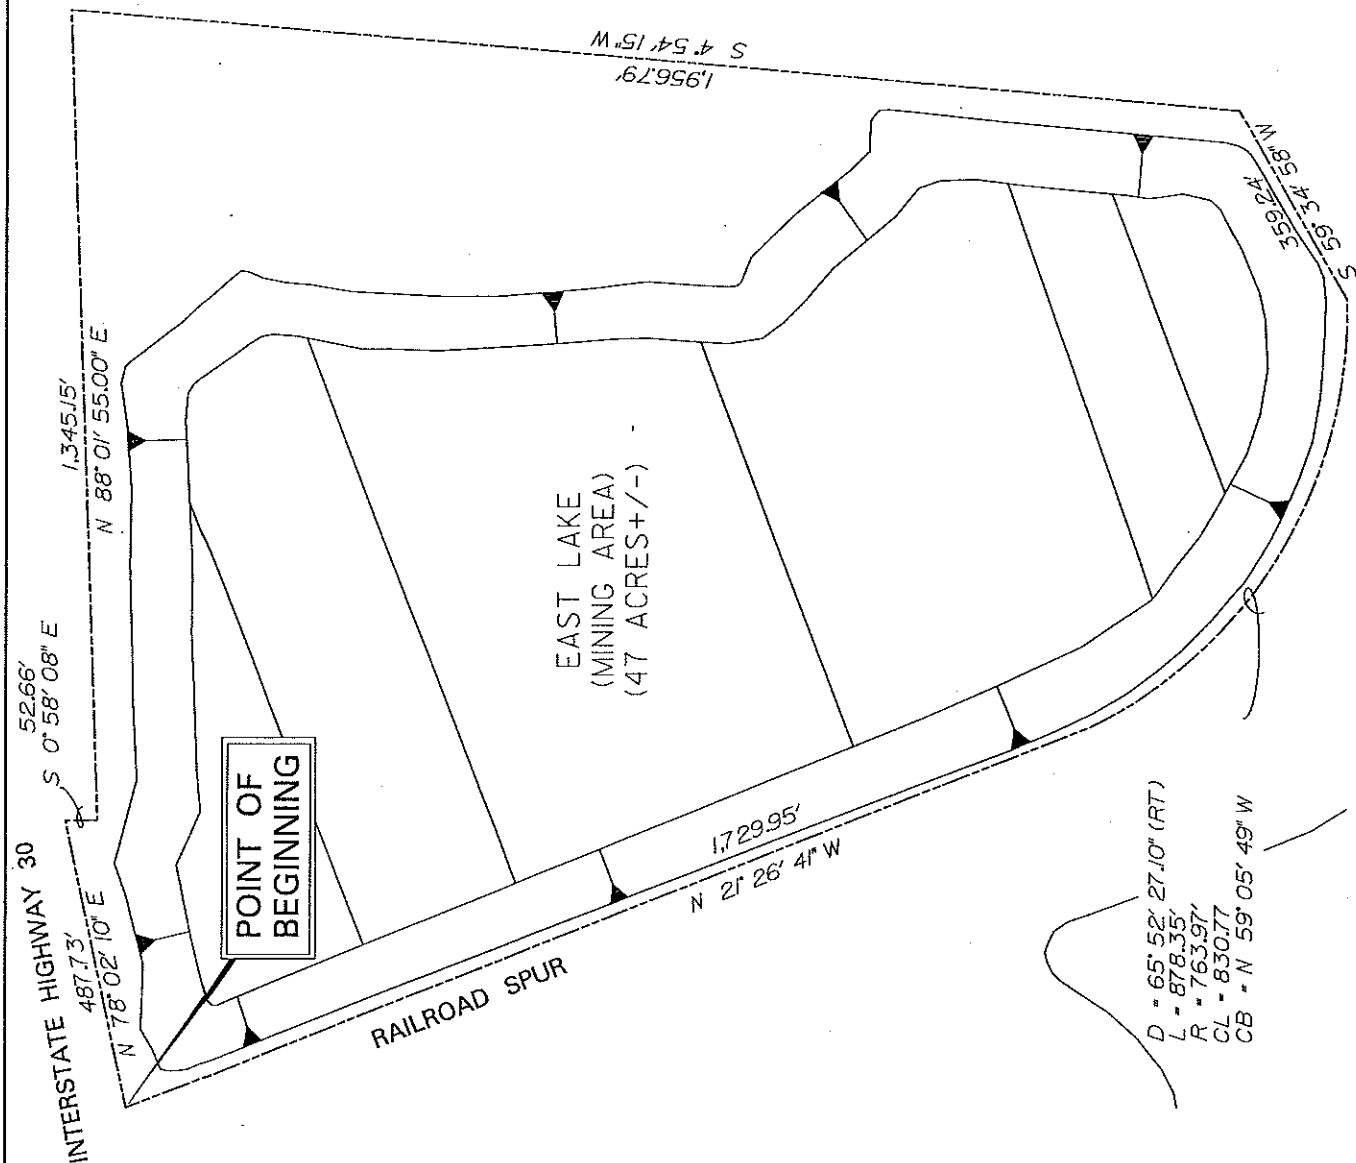 INTERSTATE HIGHWAY 30
487.73'
N 78° 02' 10" E
52.66'
S 0° 58' 08" E
1,345.15'
N 88° 01' 55.00" E
S 4° 54' 15" W
1,956.79'
359.24'
S 59° 34' 58" W
POINT OF
BEGINNING
EAST LAKE
(MINING AREA)
(47 ACRES+/-)
1,729.95'
N 21° 26' 41" W
RAILROAD SPUR
D = 65° 52' 27.10" (RT)
L = 878.35'
R = 763.97'
CL = 830.77
CB = N 59° 05' 49" W